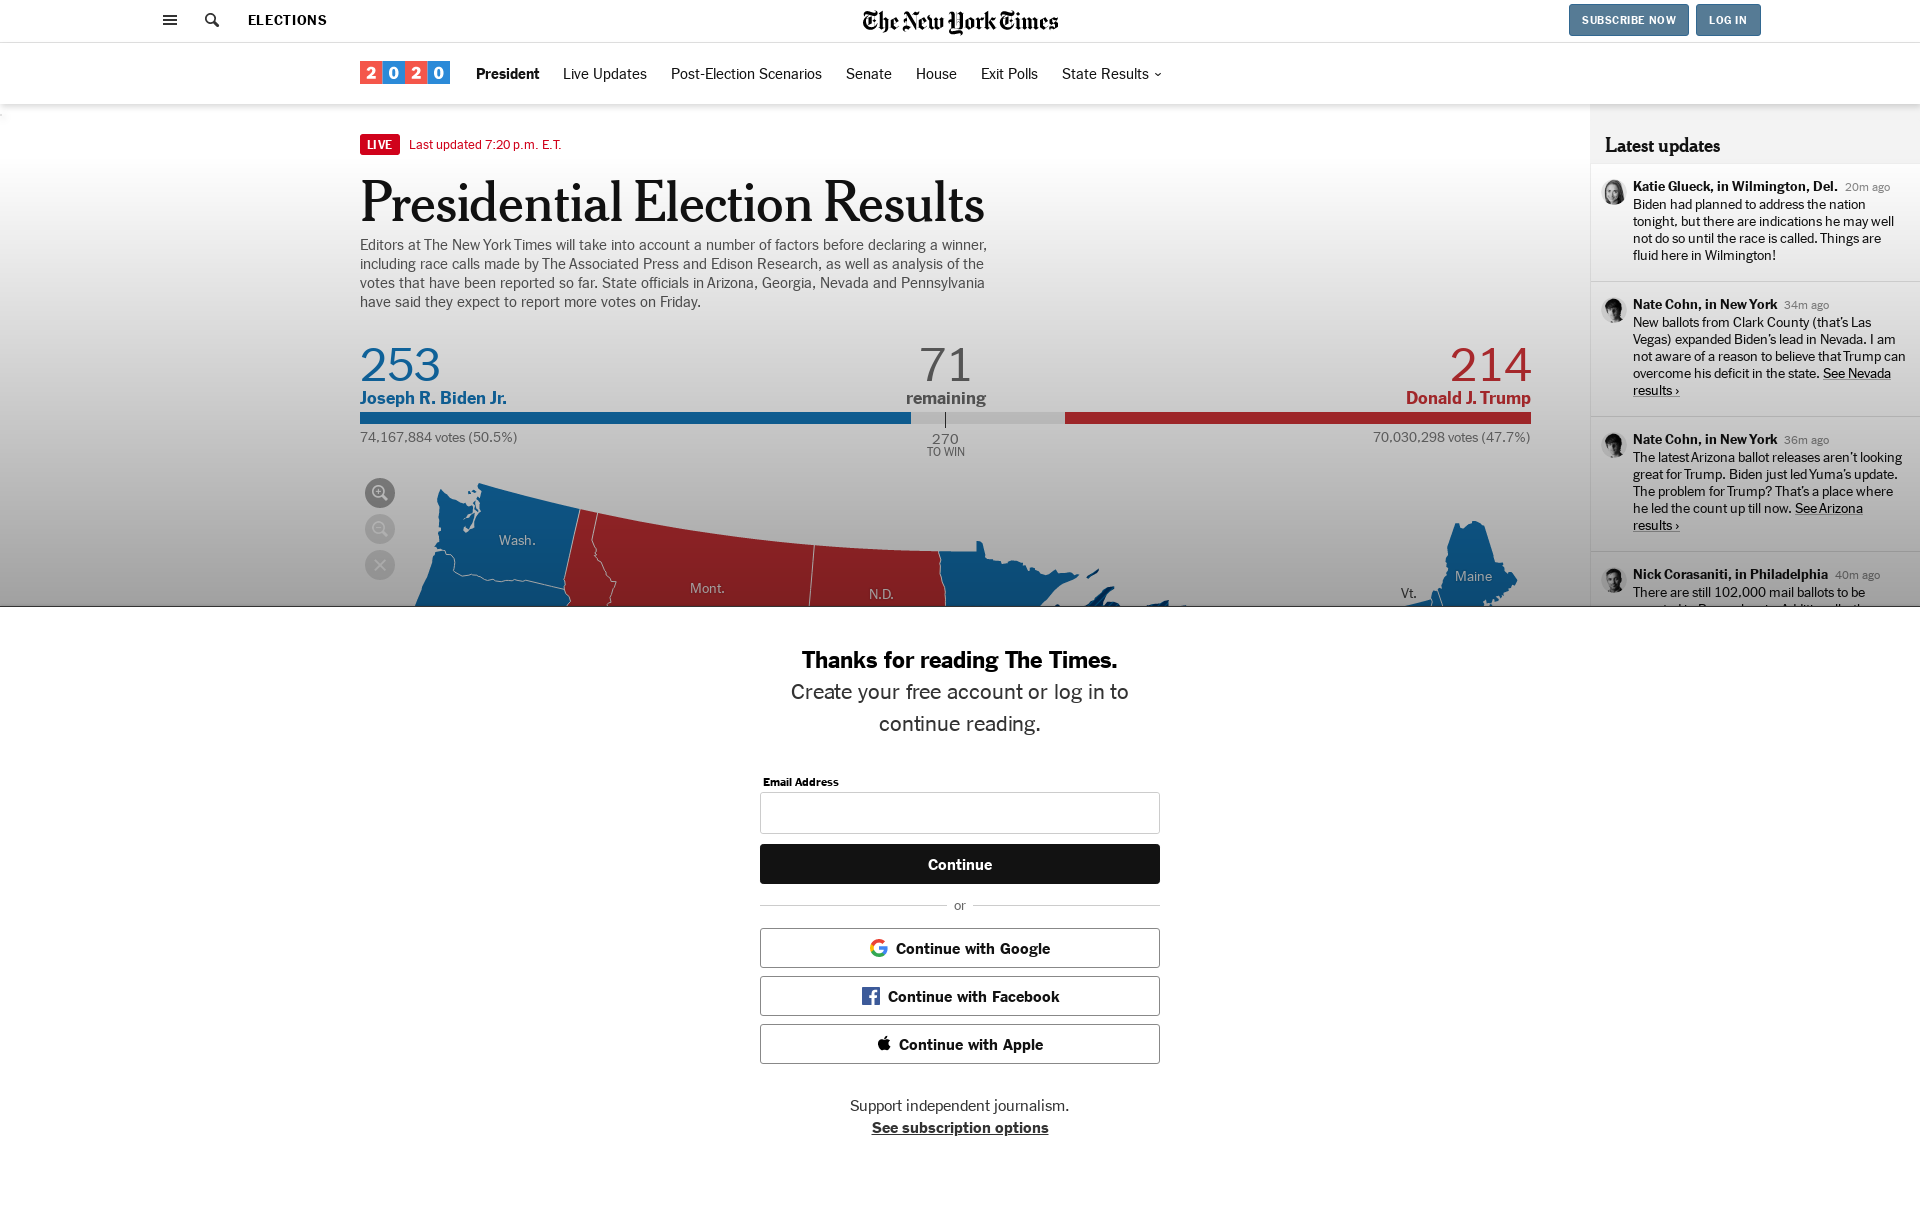 ELECTIONS
The New York Times
SUBSCRIBE NOW
LOG IN
2020
President
Live Updates
Post-Election Scenarios
Senate
House
Exit Polls
State Results
LIVE
Last updated 7:20 p.m. E.T.
Presidential Election Results
Editors at The New York Times will take into account a number of factors before declaring a winner,
including race calls made by The Associated Press and Edison Research, as well as analysis of the
votes that have been reported so far. State officials in Arizona, Georgia, Nevada and Pennsylvania
have said they expect to report more votes on Friday.
253
Joseph R. Biden Jr.
74,167,884 votes (50.5%)
71
remaining
270
TO WIN
214
Donald J. Trump
70,030,298 votes (47.7%)
Wash.
Mont.
N.D.
Vt.
Maine
Latest updates
Katie Glueck, in Wilmington, Del. 20m ago
Biden had planned to address the nation
tonight, but there are indications he may well
not do so until the race is called. Things are
fluid here in Wilmington!
Nate Cohn, in New York 34m ago
New ballots from Clark County (that's Las
Vegas) expanded Biden's lead in Nevada. I am
not aware of a reason to believe that Trump can
overcome his deficit in the state. See Nevada
results ›
Nate Cohn, in New York 36m ago
The latest Arizona ballot releases aren't looking
great for Trump. Biden just led Yuma's update.
The problem for Trump? That's a place where
he led the count up till now. See Arizona
results ›
Nick Corasaniti, in Philadelphia 40m ago
There are still 102,000 mail ballots to be
Thanks for reading The Times.
Create your free account or log in to
continue reading.
Email Address
Continue
or
Continue with Google
Continue with Facebook
Continue with Apple
Support independent journalism.
See subscription options